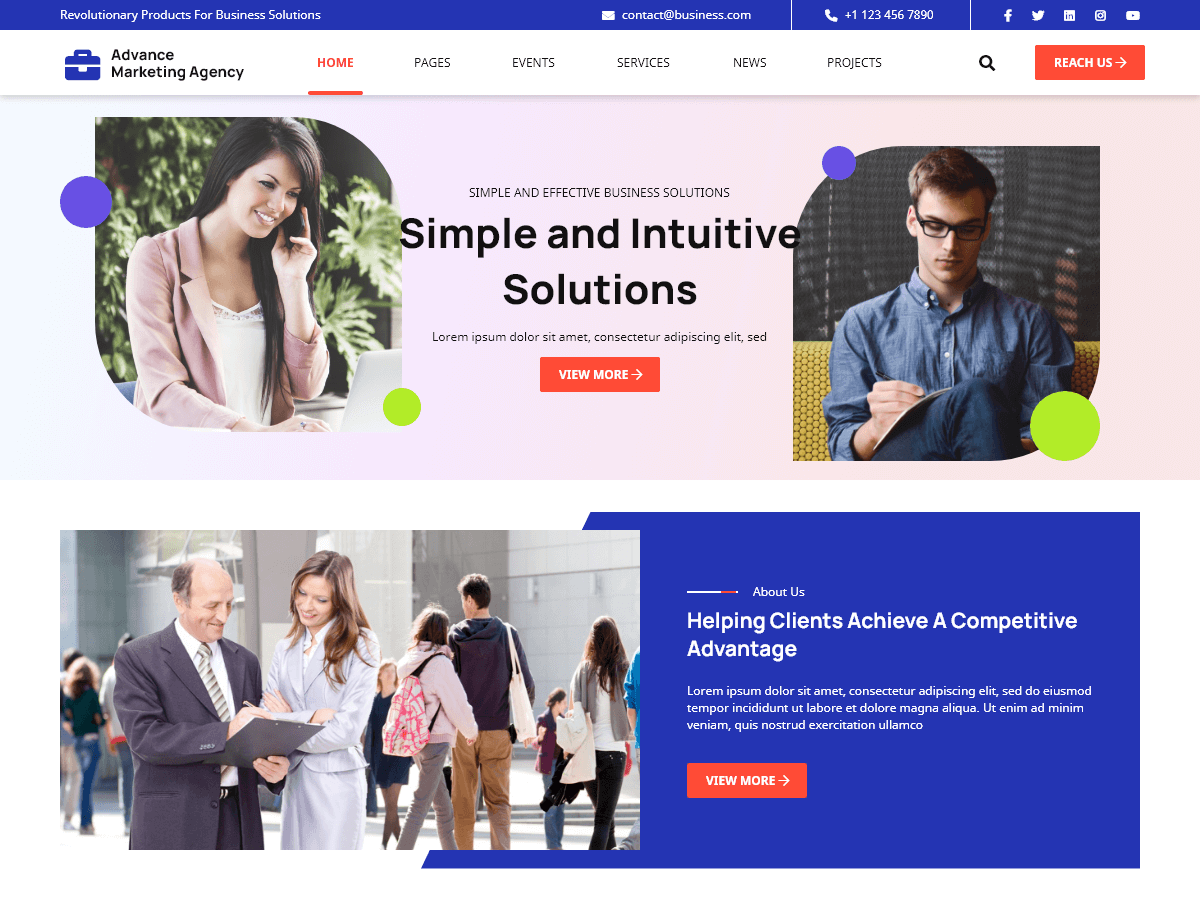 Revolutionary Products For Business Solutions
contact@business.com
+1 123 456 7890
Advance
Marketing Agency
HOME
PAGES
EVENTS
SERVICES
NEWS
PROJECTS
REACH US
SIMPLE AND EFFECTIVE BUSINESS SOLUTIONS
Simple and Intuitive
Solutions
Lorem ipsum dolor sit amet, consectetur adipiscing elit, sed
VIEW MORE
About Us
Helping Clients Achieve A Competitive
Advantage
Lorem ipsum dolor sit amet, consectetur adipiscing elit, sed do eiusmod
tempor incididunt ut labore et dolore magna aliqua. Ut enim ad minim
veniam, quis nostrud exercitation ullamco
VIEW MORE